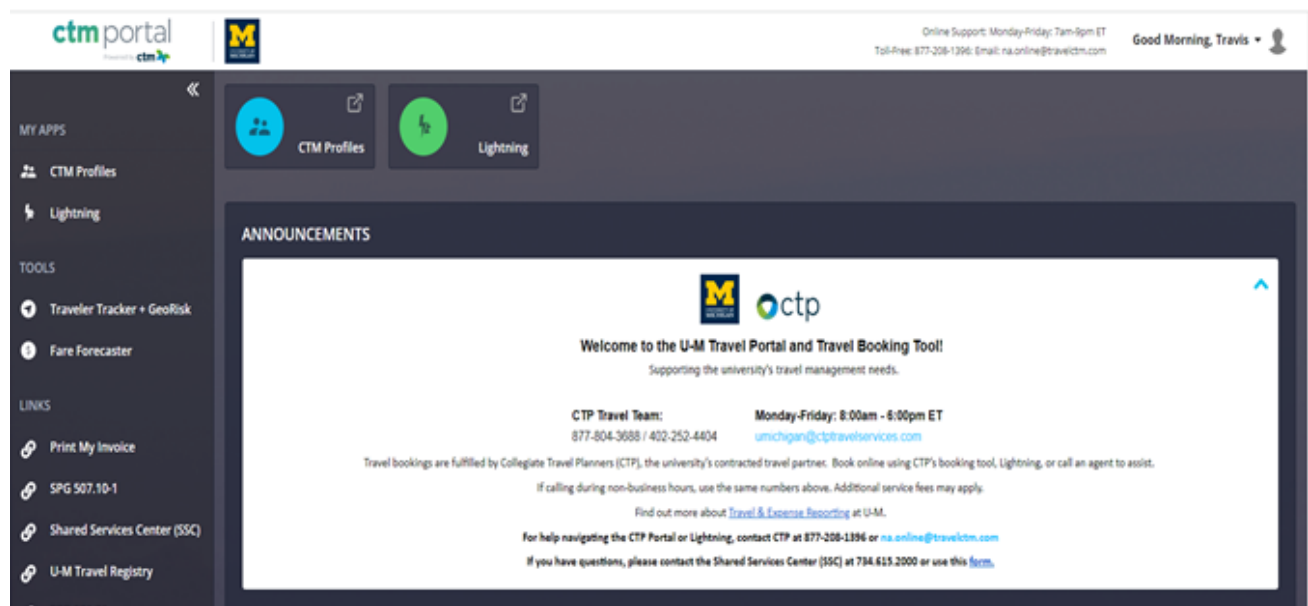 ctm portal
Powered by ctm
M
Online Support: Monday-Friday: 7am-9pm ET
Toll-Free: 877-208-1396: Email: na.online@travelctm.com
Good Morning, Travis
MY APPS
CTM Profiles
Lightning
TOOLS
Traveler Tracker + GeoRisk
Fare Forecaster
LINKS
Print My Invoice
SPG 507.10-1
Shared Services Center (SSC)
U-M Travel Registry
CTM Profiles
Lightning
ANNOUNCEMENTS
M ctp
Welcome to the U-M Travel Portal and Travel Booking Tool!
Supporting the university's travel management needs.
CTP Travel Team: Monday-Friday: 8:00am - 6:00pm ET
877-804-3688 / 402-252-4404 umichigan@ctptravelservices.com
Travel bookings are fulfilled by Collegiate Travel Planners (CTP), the university's contracted travel partner. Book online using CTP's booking tool, Lightning, or call an agent to assist.
If calling during non-business hours, use the same numbers above. Additional service fees may apply.
Find out more about Travel & Expense Reporting at U-M.
For help navigating the CTP Portal or Lightning, contact CTP at 877-208-1396 or na.online@travelctm.com
If you have questions, please contact the Shared Services Center (SSC) at 734.615.2000 or use this form.